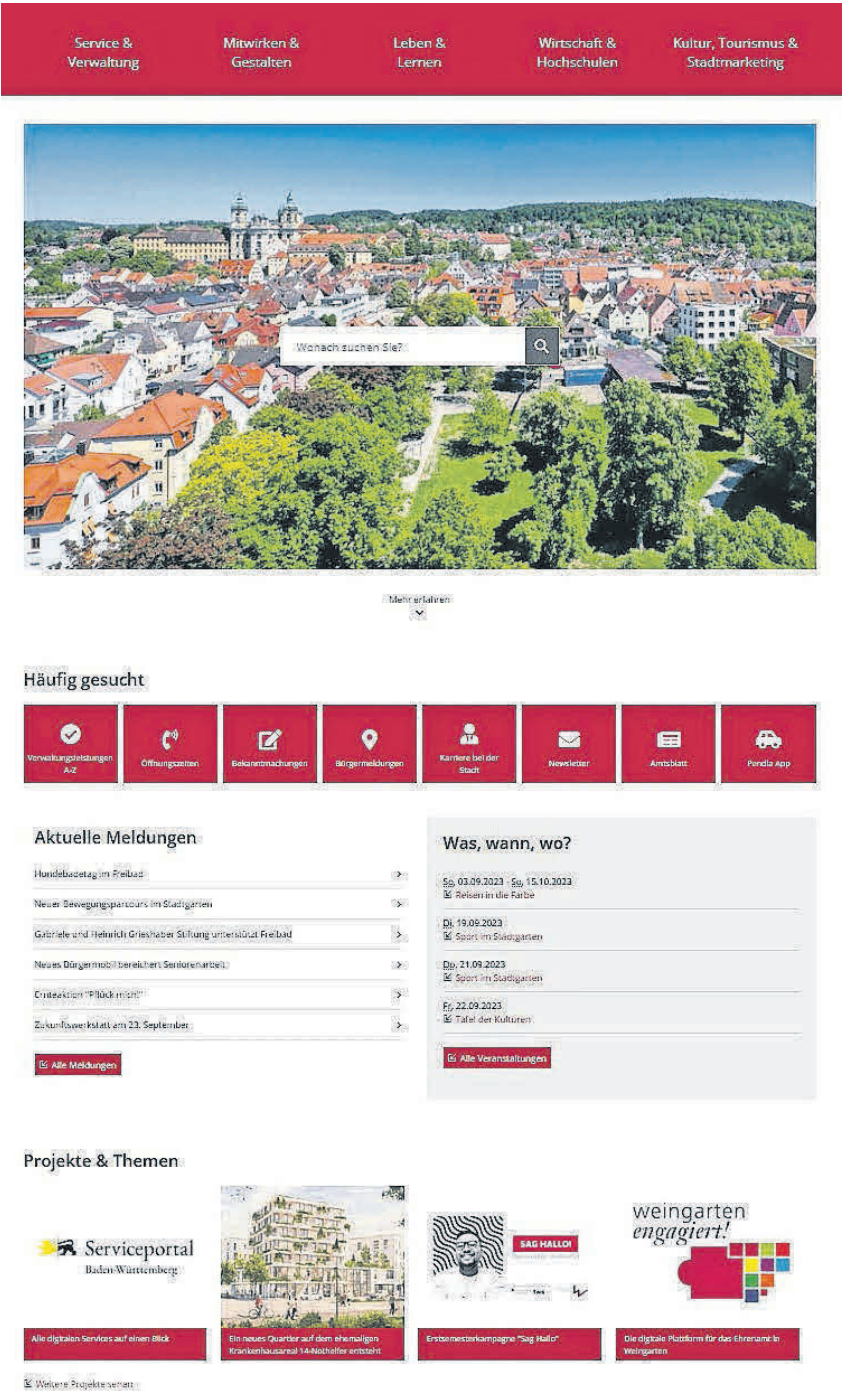 Service &
Verwaltung
Mitwirken &
Gestalten
Leben &
Lernen
Wirtschaft &
Hochschulen
Kultur, Tourismus &
Stadtmarketing
Wonach suchen Sie?
Mehr erfahren
Häufig gesucht
Verwaltungsleistungen
A-Z
Öffnungszeiten
Bekanntmachungen
Bürgermeldungen
Karriere bei der
Stadt
Newsletter
Amtsblatt
Pendla App
Aktuelle Meldungen
Hundebadetag im Freibad
Neuer Bewegungsparcours im Stadtgarten
Gabriele und Heinrich Grieshaber Stiftung unterstützt Freibad
Neues Bürgermobil bereichert Seniorenarbeit
Ernteaktion "Pflück mich!"
Zukunftswerkstatt am 23. September
Alle Meldungen
Was, wann, wo?
So, 03.09.2023 - So, 15.10.2023
Reisen in die Farbe
Di, 19.09.2023
Sport im Stadtgarten
Do, 21.09.2023
Sport im Stadtgarten
Fr, 22.09.2023
Tafel der Kulturen
Alle Veranstaltungen
Projekte & Themen
Serviceportal
Baden-Württemberg
Alle digitalen Services auf einen Blick
Ein neues Quartier auf dem ehemaligen
Krankenhausareal 14-Nothelfer entsteht
SAG HALLO!
Erstsemesterkampagne "Sag Hallo"
weingarten
engagiert!
Die digitale Plattform für das Ehrenamt in
Weingarten
Weitere Projekte sehen